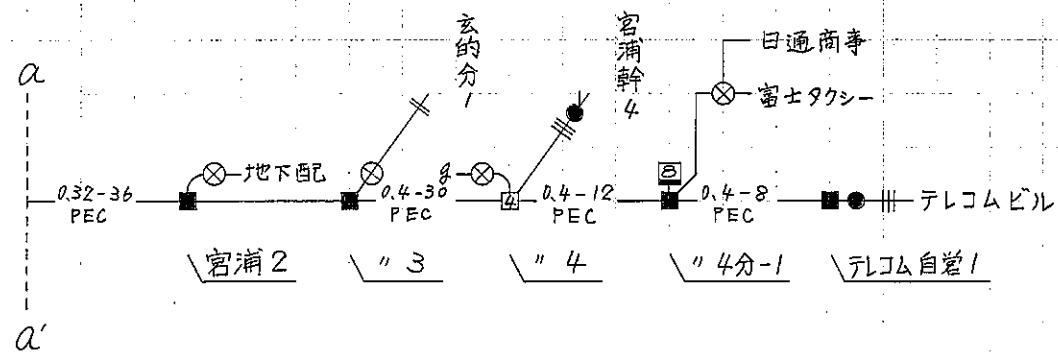 玄的分1
宮浦幹4
日通商事
富士タクシー
a
地下配
g
4
8
0.32-36
PEC
0.4-30
PEC
0.4-12
PEC
0.4-8
PEC
テレコムビル
宮浦2
〃 3
〃 4
〃 4分-1
テレコム自営1
a'